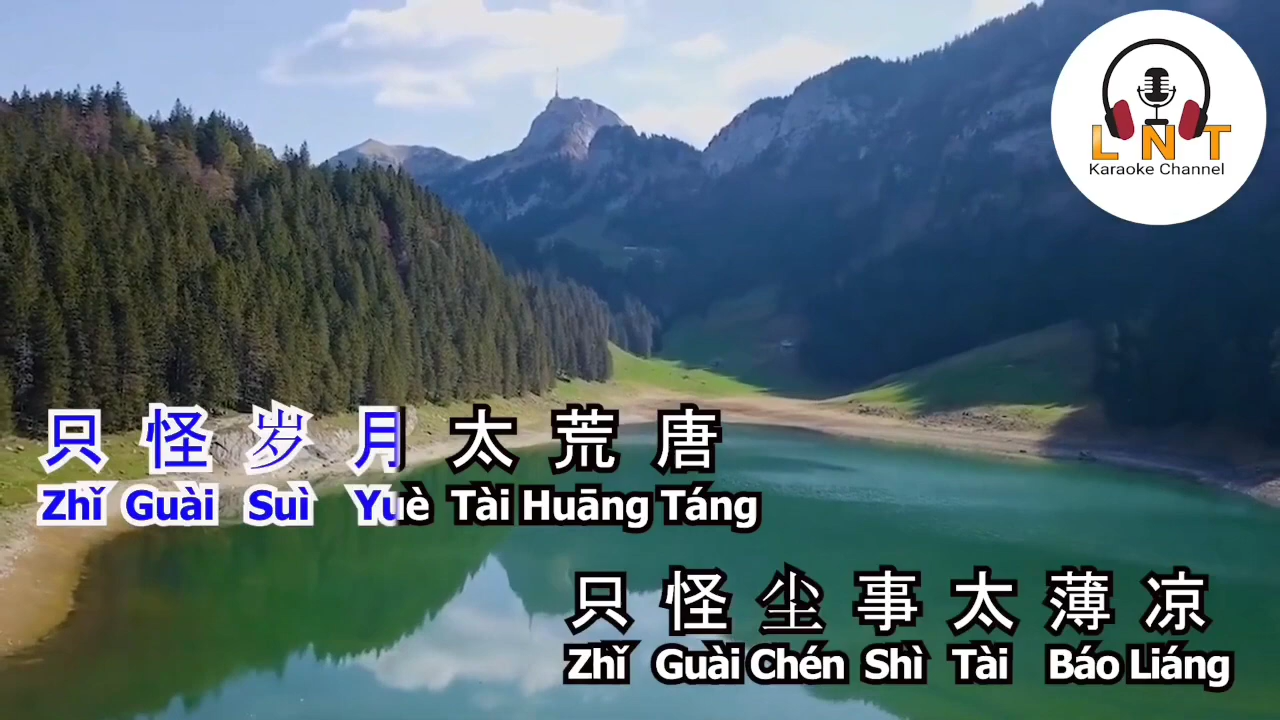 L N T
Karaoke Channel
只怪岁月太荒唐
Zhǐ Guài Suì Yuè Tài Huāng Táng
只怪尘事太薄凉
Zhǐ Guài Chén Shì Tài Báo Liáng